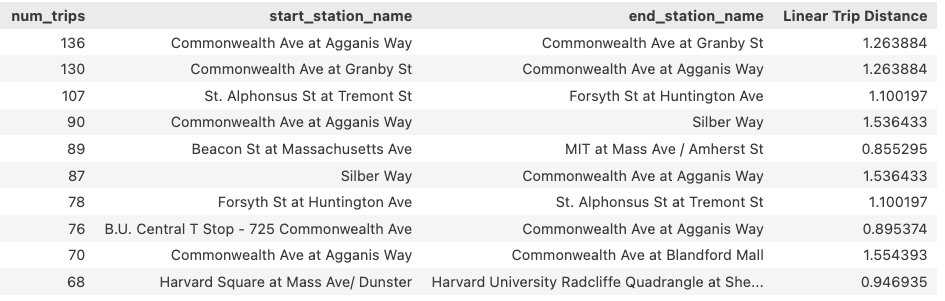 num_trips start_station_name end_station_name Linear Trip Distance
136 Commonwealth Ave at Agganis Way Commonwealth Ave at Granby St 1.263884
130 Commonwealth Ave at Granby St Commonwealth Ave at Agganis Way 1.263884
107 St. Alphonsus St at Tremont St Forsyth St at Huntington Ave 1.100197
90 Commonwealth Ave at Agganis Way Silber Way 1.536433
89 Beacon St at Massachusetts Ave MIT at Mass Ave / Amherst St 0.855295
87 Silber Way Commonwealth Ave at Agganis Way 1.536433
78 Forsyth St at Huntington Ave St. Alphonsus St at Tremont St 1.100197
76 B.U. Central T Stop - 725 Commonwealth Ave Commonwealth Ave at Agganis Way 0.895374
70 Commonwealth Ave at Agganis Way Commonwealth Ave at Blandford Mall 1.554393
68 Harvard Square at Mass Ave/ Dunster Harvard University Radcliffe Quadrangle at She... 0.946935